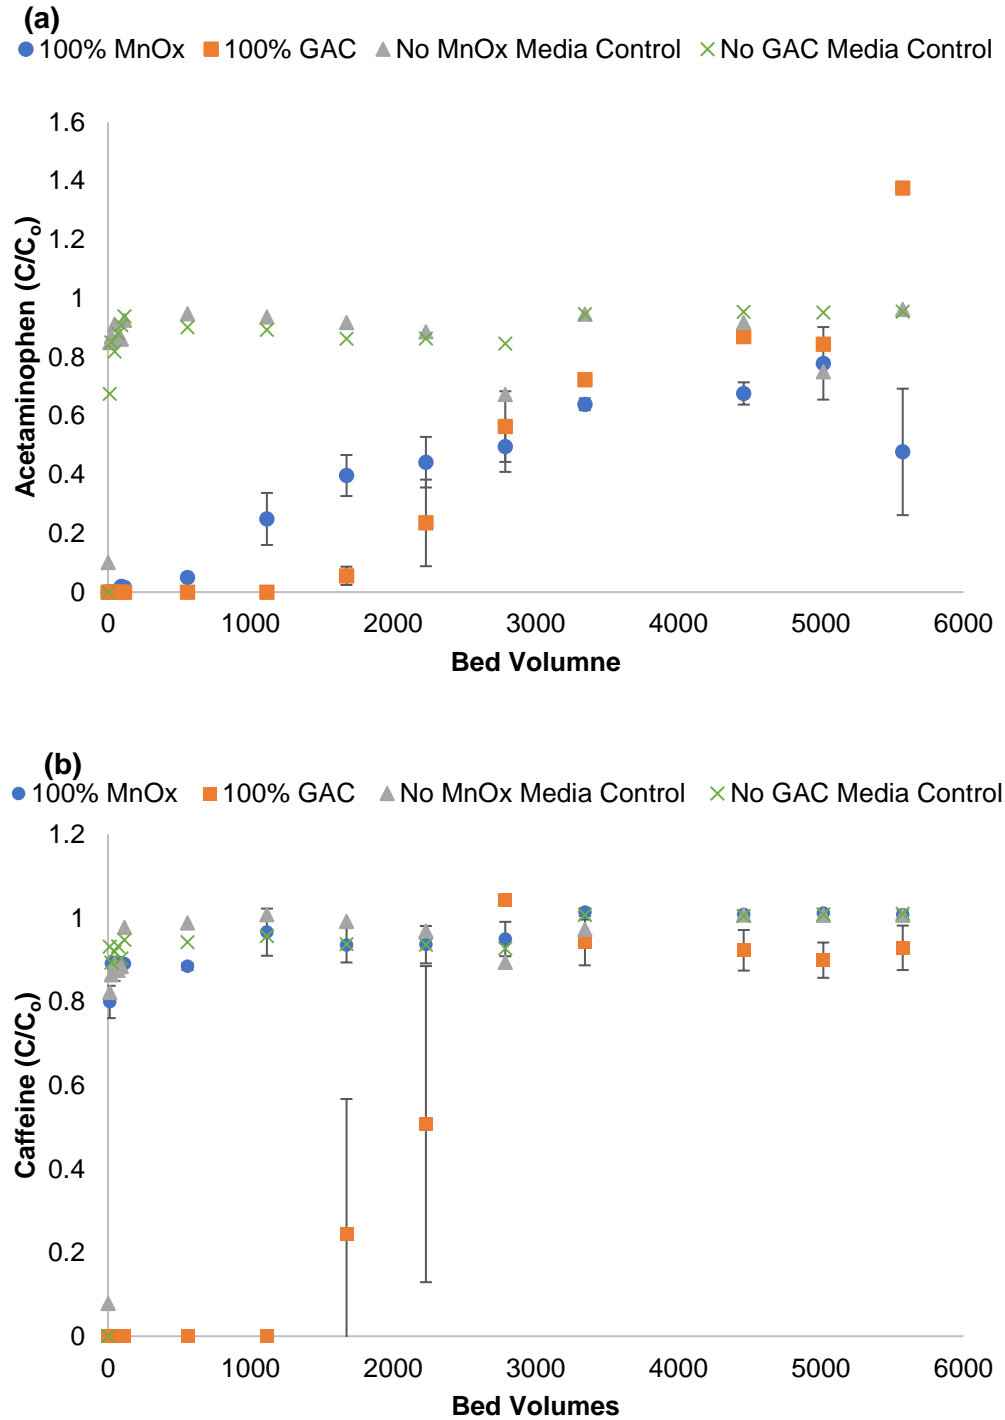 (a)
100% MnOx 100% GAC No MnOx Media Control No GAC Media Control
1.6
1.4
1.2
1
0.8
0.6
0.4
0.2
0
Acetaminophen (C/Co)
0 1000 2000 3000 4000 5000 6000
Bed Volumne
(b)
100% MnOx 100% GAC No MnOx Media Control No GAC Media Control
1.2
1
0.8
0.6
0.4
0.2
0
Caffeine (C/Co)
0 1000 2000 3000 4000 5000 6000
Bed Volumes